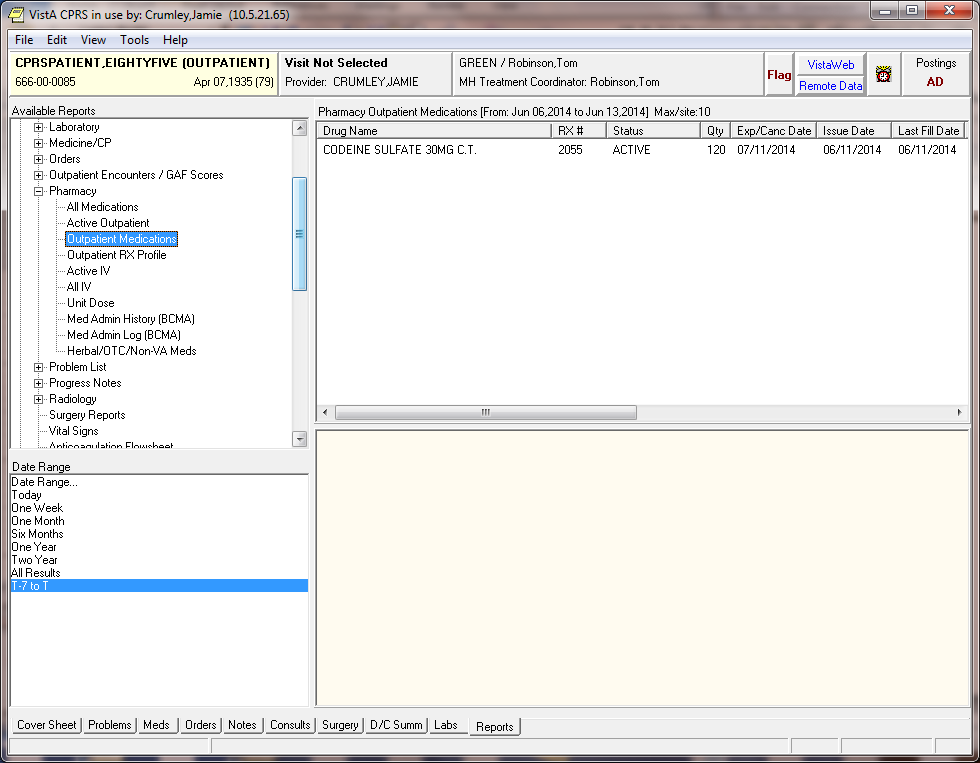 VistA CPRS in use by: Crumley,Jamie (10.5.21.65)
File Edit View Tools Help
CPRSPATIENT,EIGHTYFIVE (OUTPATIENT)
666-00-0085 Apr 07,1935 (79)
Visit Not Selected
Provider: CRUMLEY,JAMIE
GREEN / Robinson,Tom
MH Treatment Coordinator: Robinson,Tom
Flag
VistaWeb
Remote Data
Postings
AD
Available Reports
Laboratory
Medicine/CP
Orders
Outpatient Encounters / GAF Scores
Pharmacy
All Medications
Active Outpatient
Outpatient Medications
Outpatient RX Profile
Active IV
All IV
Unit Dose
Med Admin History (BCMA)
Med Admin Log (BCMA)
Herbal/OTC/Non-VA Meds
Problem List
Progress Notes
Radiology
Surgery Reports
Vital Signs
Anticoagulation Flowsheet
Pharmacy Outpatient Medications [From: Jun 06,2014 to Jun 13,2014] Max/site:10
Drug Name RX # Status Qty Exp/Canc Date Issue Date Last Fill Date
CODEINE SULFATE 30MG C.T. 2055 ACTIVE 120 07/11/2014 06/11/2014 06/11/2014
Date Range
Date Range...
Today
One Week
One Month
Six Months
One Year
Two Year
All Results
T-7 to T
Cover Sheet Problems Meds Orders Notes Consults Surgery D/C Summ Labs Reports